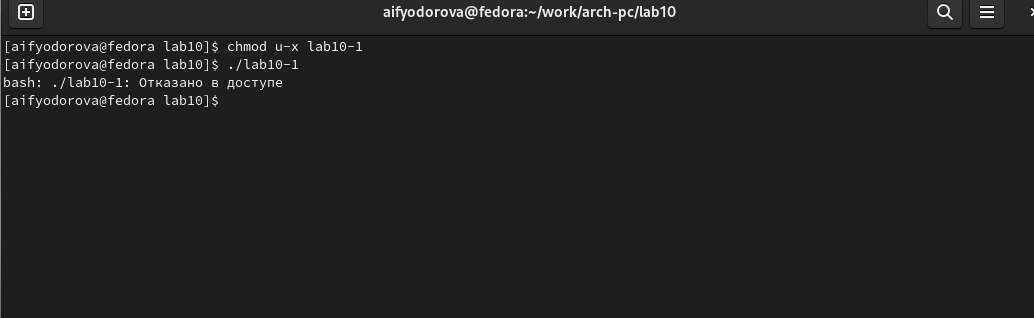 aifyodorova@fedora:~/work/arch-pc/lab10
[aifyodorova@fedora lab10]$ chmod u-x lab10-1
[aifyodorova@fedora lab10]$ ./lab10-1
bash: ./lab10-1: Отказано в доступе
[aifyodorova@fedora lab10]$